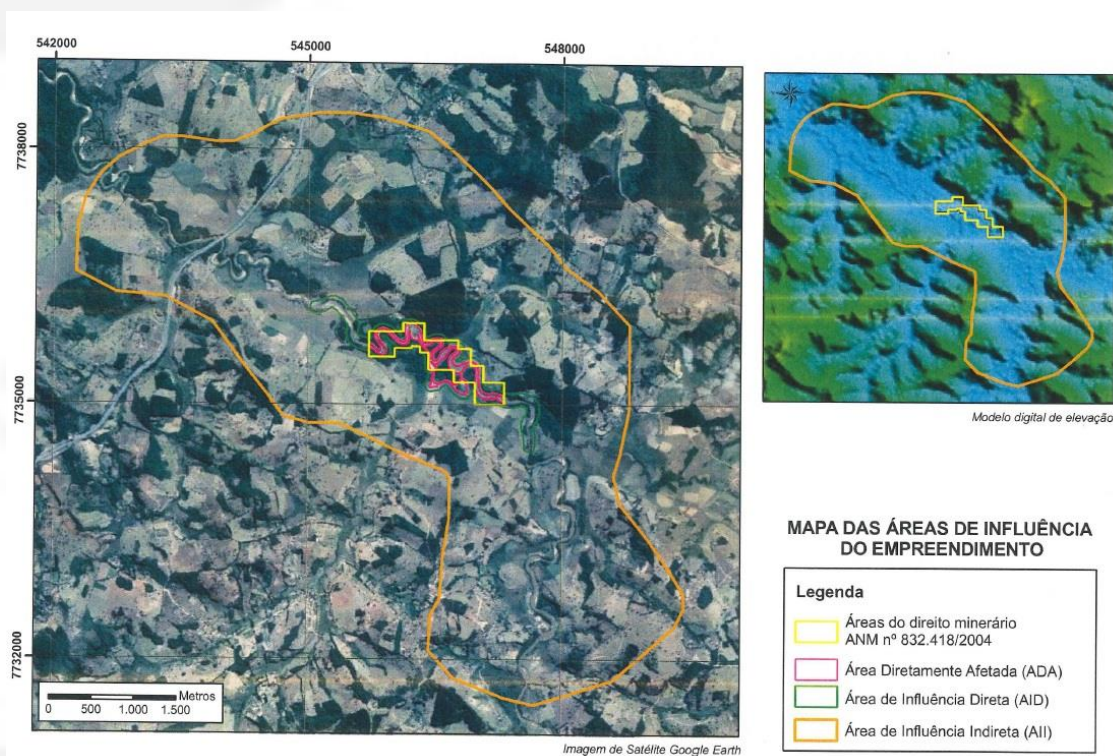 542000
545000
548000
7738000
7735000
7732000
Metros
0 500 1.000 1.500
Imagem de Satélite Google Earth
Modelo digital de elevação
MAPA DAS ÁREAS DE INFLUÊNCIA
DO EMPREENDIMENTO
Legenda
Áreas do direito minerário
ANM nº 832.418/2004
Área Diretamente Afetada (ADA)
Área de Influência Direta (AID)
Área de Influência Indireta (AII)